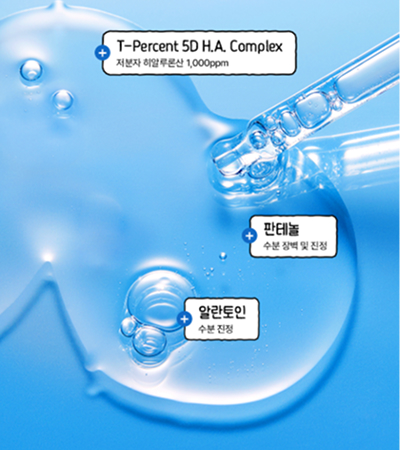 T-Percent 5D H.A. Complex
저분자 히알루론산 1,000ppm
판테놀
수분 장벽 및 진정
알란토인
수분 진정